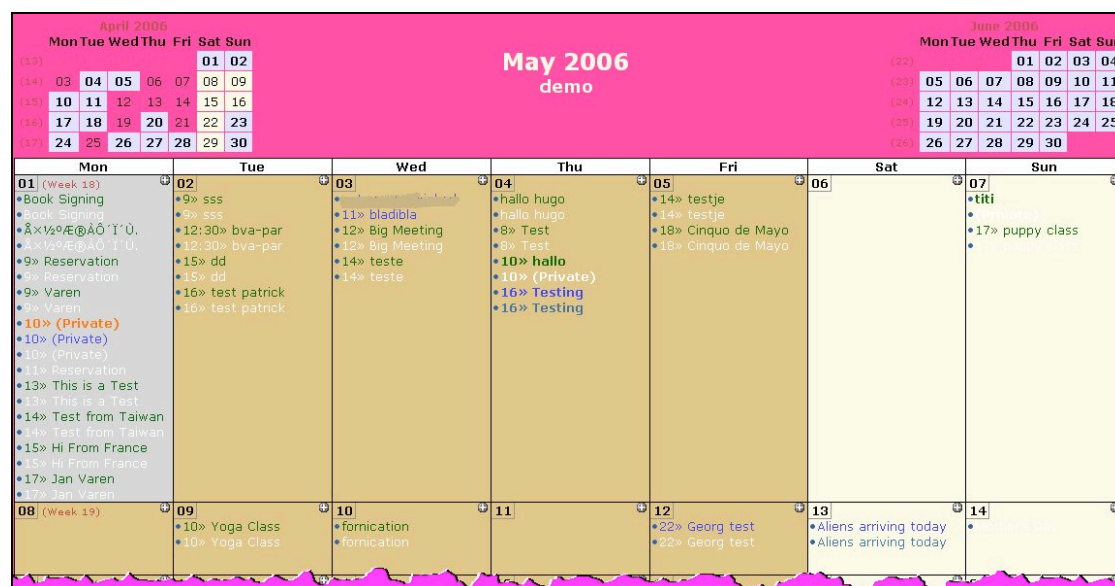 April 2006
Mon Tue Wed Thu Fri Sat Sun
(13) 01 02
(14) 03 04 05 06 07 08 09
(15) 10 11 12 13 14 15 16
(16) 17 18 19 20 21 22 23
(17) 24 25 26 27 28 29 30
May 2006
demo
June 2006
Mon Tue Wed Thu Fri Sat Sun
(22) 01 02 03 04
(23) 05 06 07 08 09 10 11
(24) 12 13 14 15 16 17 18
(25) 19 20 21 22 23 24 25
(26) 26 27 28 29 30
Mon Tue Wed Thu Fri Sat Sun
01 (Week 18)
Book Signing
Book Signing
9» Reservation
9» Reservation
9» Varen
9» Varen
10» (Private)
10» (Private)
10» (Private)
11» Reservation
13» This is a Test
13» This is a Test
14» Test from Taiwan
14» Test from Taiwan
15» Hi From France
15» Hi From France
17» Jan Varen
17» Jan Varen
02
9» sss
9» sss
12:30» bva-par
12:30» bva-par
15» dd
15» dd
16» test patrick
16» test patrick
03
11» bladibla
12» Big Meeting
12» Big Meeting
14» teste
14» teste
04
hallo hugo
hallo hugo
8» Test
8» Test
10» hallo
10» (Private)
16» Testing
16» Testing
05
14» testje
14» testje
18» Cinquo de Mayo
18» Cinquo de Mayo
06
07
titi
(Private)
17» puppy class
08 (Week 19)
09
10» Yoga Class
10» Yoga Class
10
fornication
fornication
11
12
22» Georg test
22» Georg test
13
Aliens arriving today
Aliens arriving today
14